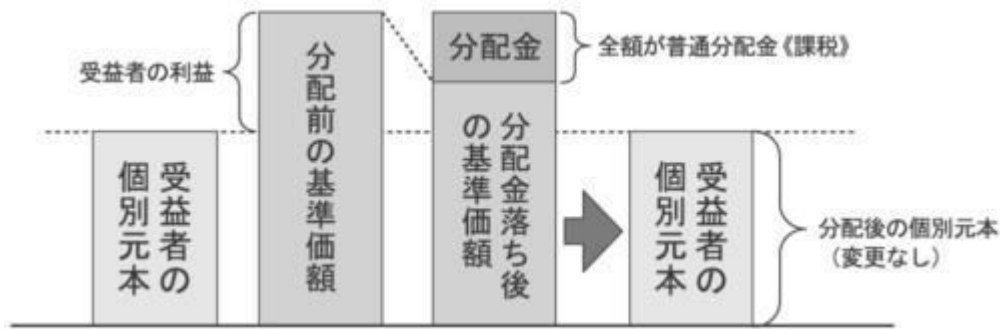 受益者の利益
受益者の
個別元本
分配前の基準価額
分配金
全額が普通分配金《課税》
分配金落ち後
の基準価額
受益者の
個別元本
分配後の個別元本
（変更なし）